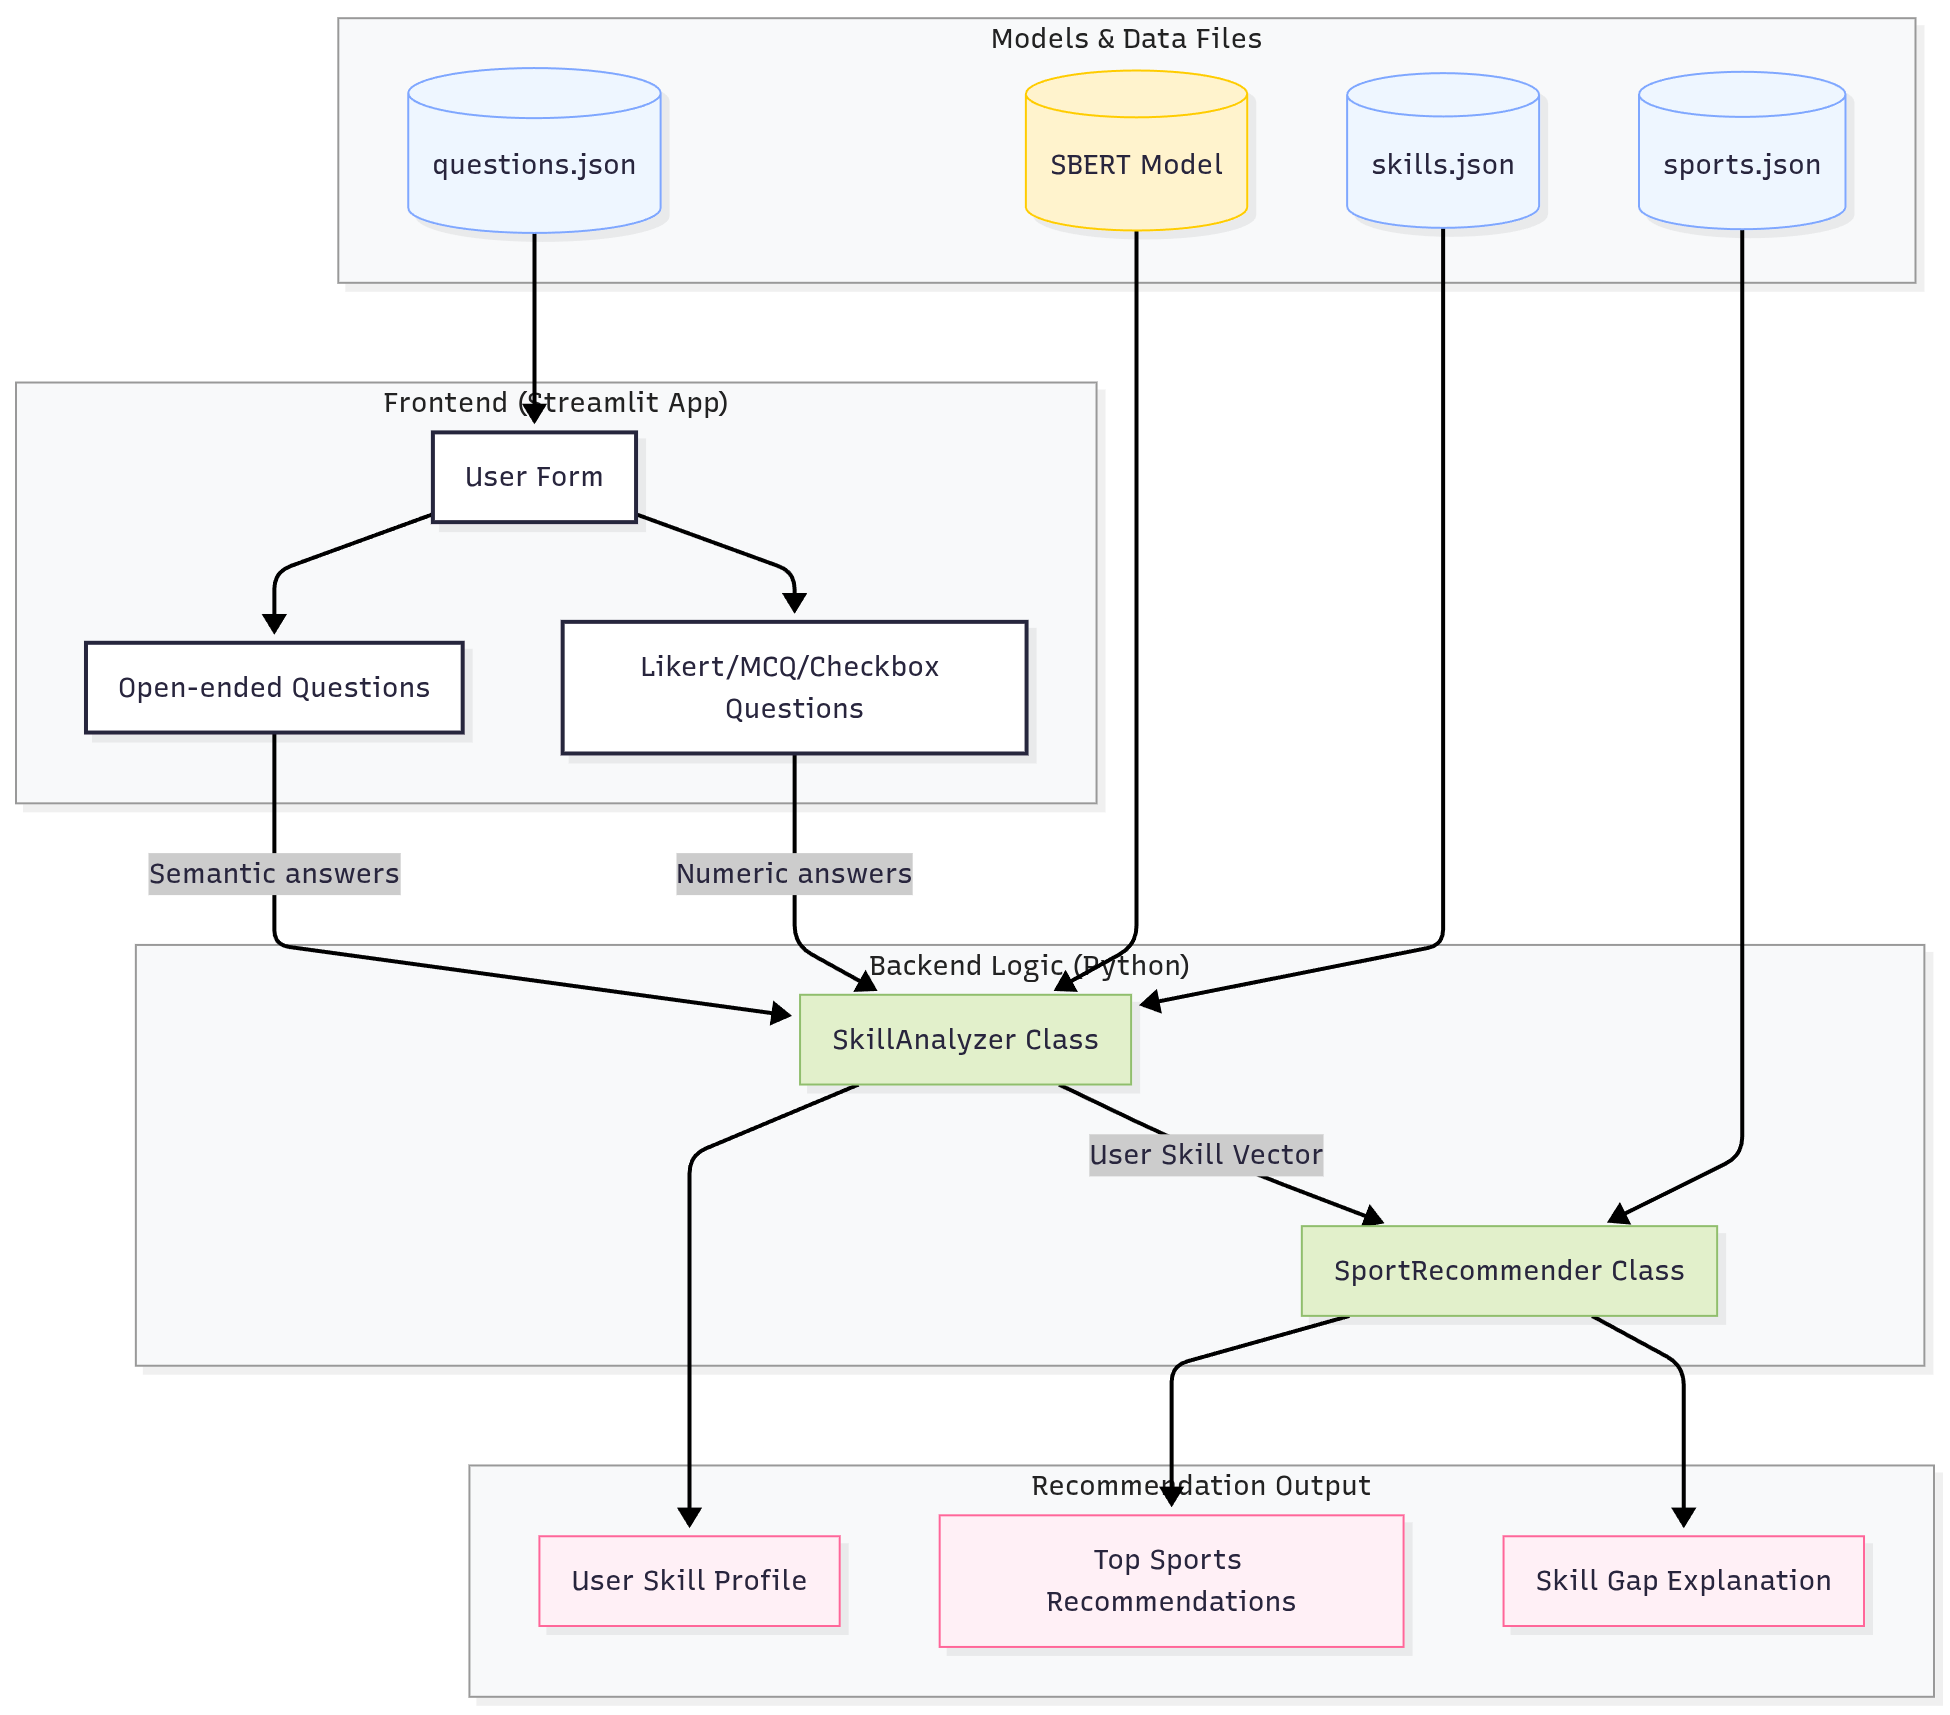 Models & Data Files
questions.json
SBERT Model
skills.json
sports.json
Frontend (Streamlit App)
User Form
Open-ended Questions
Likert/MCQ/Checkbox
Questions
Semantic answers
Numeric answers
Backend Logic (Python)
SkillAnalyzer Class
User Skill Vector
SportRecommender Class
Recommendation Output
User Skill Profile
Top Sports
Recommendations
Skill Gap Explanation